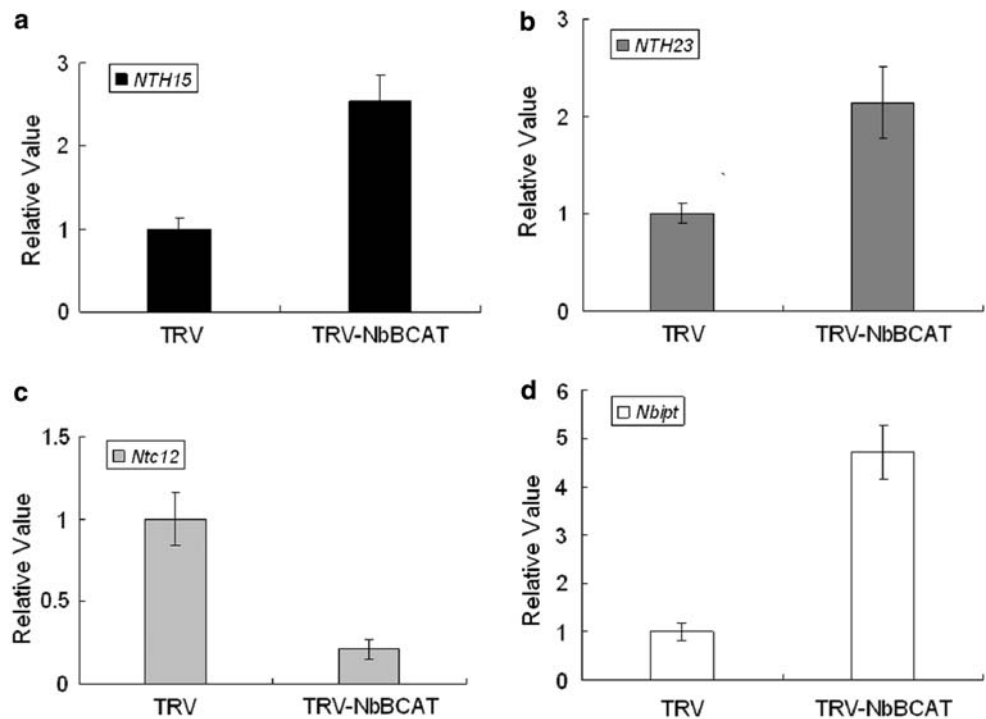 a
NTH15
Relative Value
3
2
1
0
TRV
TRV-NbBCAT
b
NTH23
Relative Value
3
2
1
0
TRV
TRV-NbBCAT
c
Ntc12
Relative Value
1.5
1
0.5
0
TRV
TRV-NbBCAT
d
Nbipt
Relative Value
6
5
4
3
2
1
0
TRV
TRV-NbBCAT